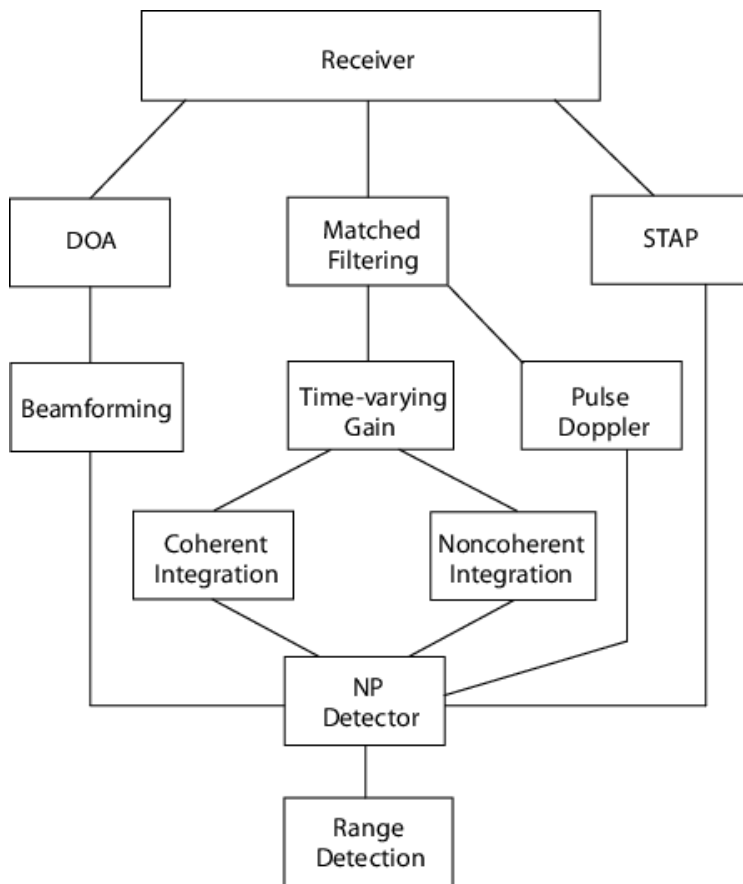 Receiver
DOA
Matched
Filtering
STAP
Beamforming
Time-varying
Gain
Pulse
Doppler
Coherent
Integration
Noncoherent
Integration
NP
Detector
Range
Detection